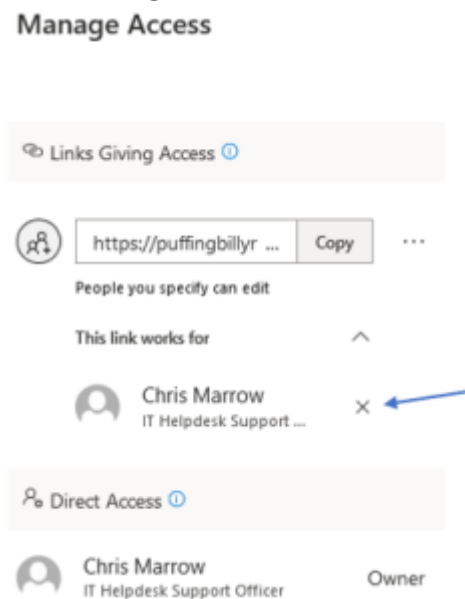 Manage Access
Links Giving Access
https://puffingbillyr ... Copy ...
People you specify can edit
This link works for
Chris Marrow
IT Helpdesk Support ...
Direct Access
Chris Marrow
IT Helpdesk Support Officer
Owner